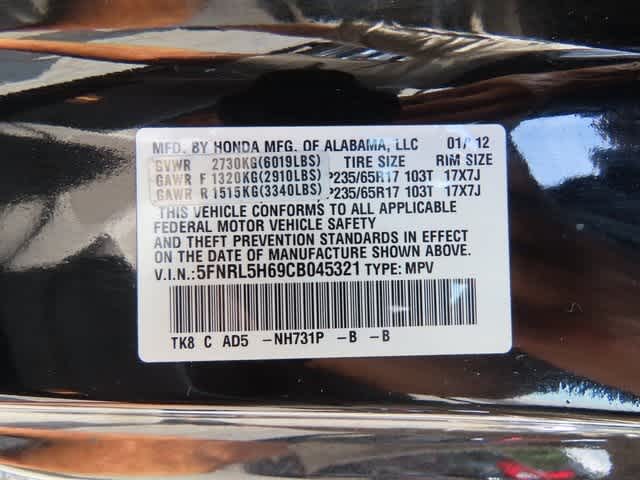 MFD. BY HONDA MFG. OF ALABAMA, LLC 01/12
GVWR 2730KG(6019LBS) TIRE SIZE RIM SIZE
GAWR F 1320KG(2910LBS) P235/65R17 103T 17X7J
GAWR R 1515KG(3340LBS) P235/65R17 103T 17X7J
THIS VEHICLE CONFORMS TO ALL APPLICABLE
FEDERAL MOTOR VEHICLE SAFETY
AND THEFT PREVENTION STANDARDS IN EFFECT
ON THE DATE OF MANUFACTURE SHOWN ABOVE.
V.I.N.: 5FNRL5H69CB045321 TYPE: MPV
TK8 C AD5 -NH731P -B -B